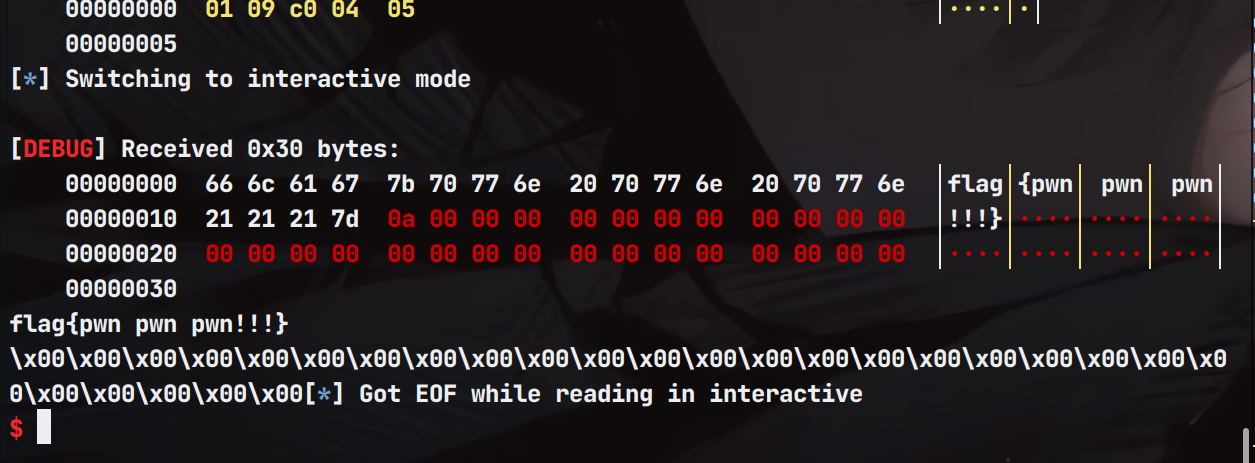 00000000  01 09 c0 04  05  │····│·│
00000005
[*] Switching to interactive mode
[DEBUG] Received 0x30 bytes:
00000000  66 6c 61 67  7b 70 77 6e  20 70 77 6e  20 70 77 6e  │flag│{pwn│ pwn│ pwn│
00000010  21 21 21 7d  0a 00 00 00  00 00 00 00  00 00 00 00  │!!!}│····│····│····│
00000020  00 00 00 00  00 00 00 00  00 00 00 00  00 00 00 00  │····│····│····│····│
00000030
flag{pwn pwn pwn!!!}
\x00\x00\x00\x00\x00\x00\x00\x00\x00\x00\x00\x00\x00\x00\x00\x00\x00\x00\x00\x00\x00\x0
0\x00\x00\x00\x00\x00[*] Got EOF while reading in interactive
$